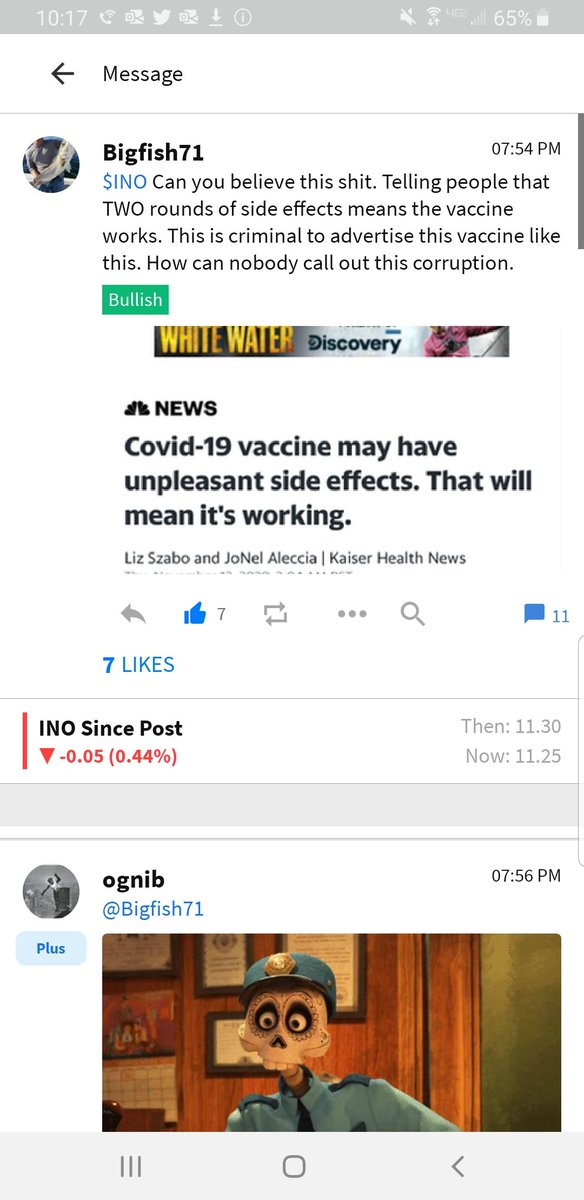 10:17 4GE 65%
Message
Bigfish71 07:54 PM
$INO Can you believe this shit. Telling people that
TWO rounds of side effects means the vaccine
works. This is criminal to advertise this vaccine like
this. How can nobody call out this corruption.
Bullish
WHITE WATER Discovery
NEWS
Covid-19 vaccine may have
unpleasant side effects. That will
mean it's working.
Liz Szabo and JoNel Aleccia | Kaiser Health News
7 11
7 LIKES
INO Since Post Then: 11.30
▼ -0.05 (0.44%) Now: 11.25
ognib 07:56 PM
@Bigfish71
Plus